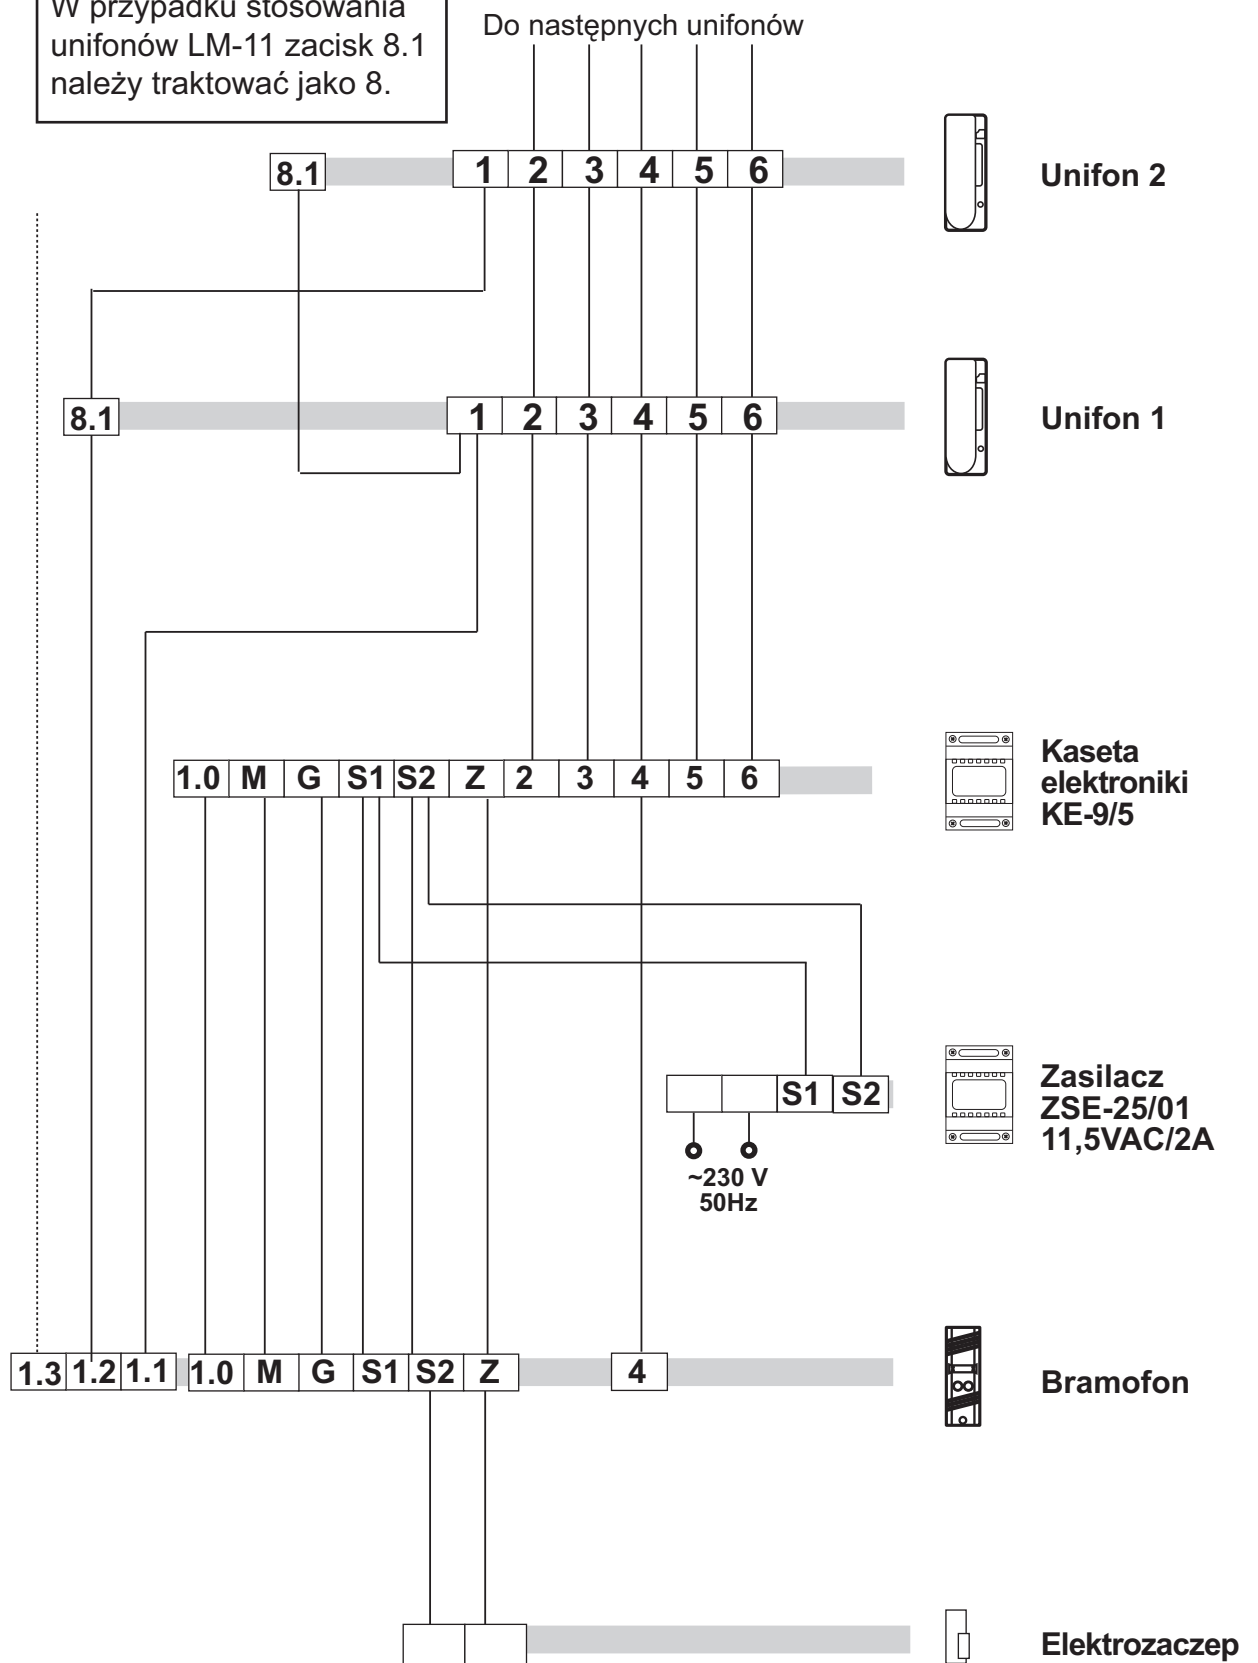 W przypadku stosowania
unifonów LM-11 zacisk 8.1
należy traktować jako 8.
Do następnych unifonów
8.1 1 2 3 4 5 6 Unifon 2
8.1 1 2 3 4 5 6 Unifon 1
1.0 M G S1 S2 Z 2 3 4 5 6
Kaseta
elektroniki
KE-9/5
S1 S2
~230 V
50Hz
Zasilacz
ZSE-25/01
11,5VAC/2A
1.3 1.2 1.1 1.0 M G S1 S2 Z 4 Bramofon
Elektrozaczep